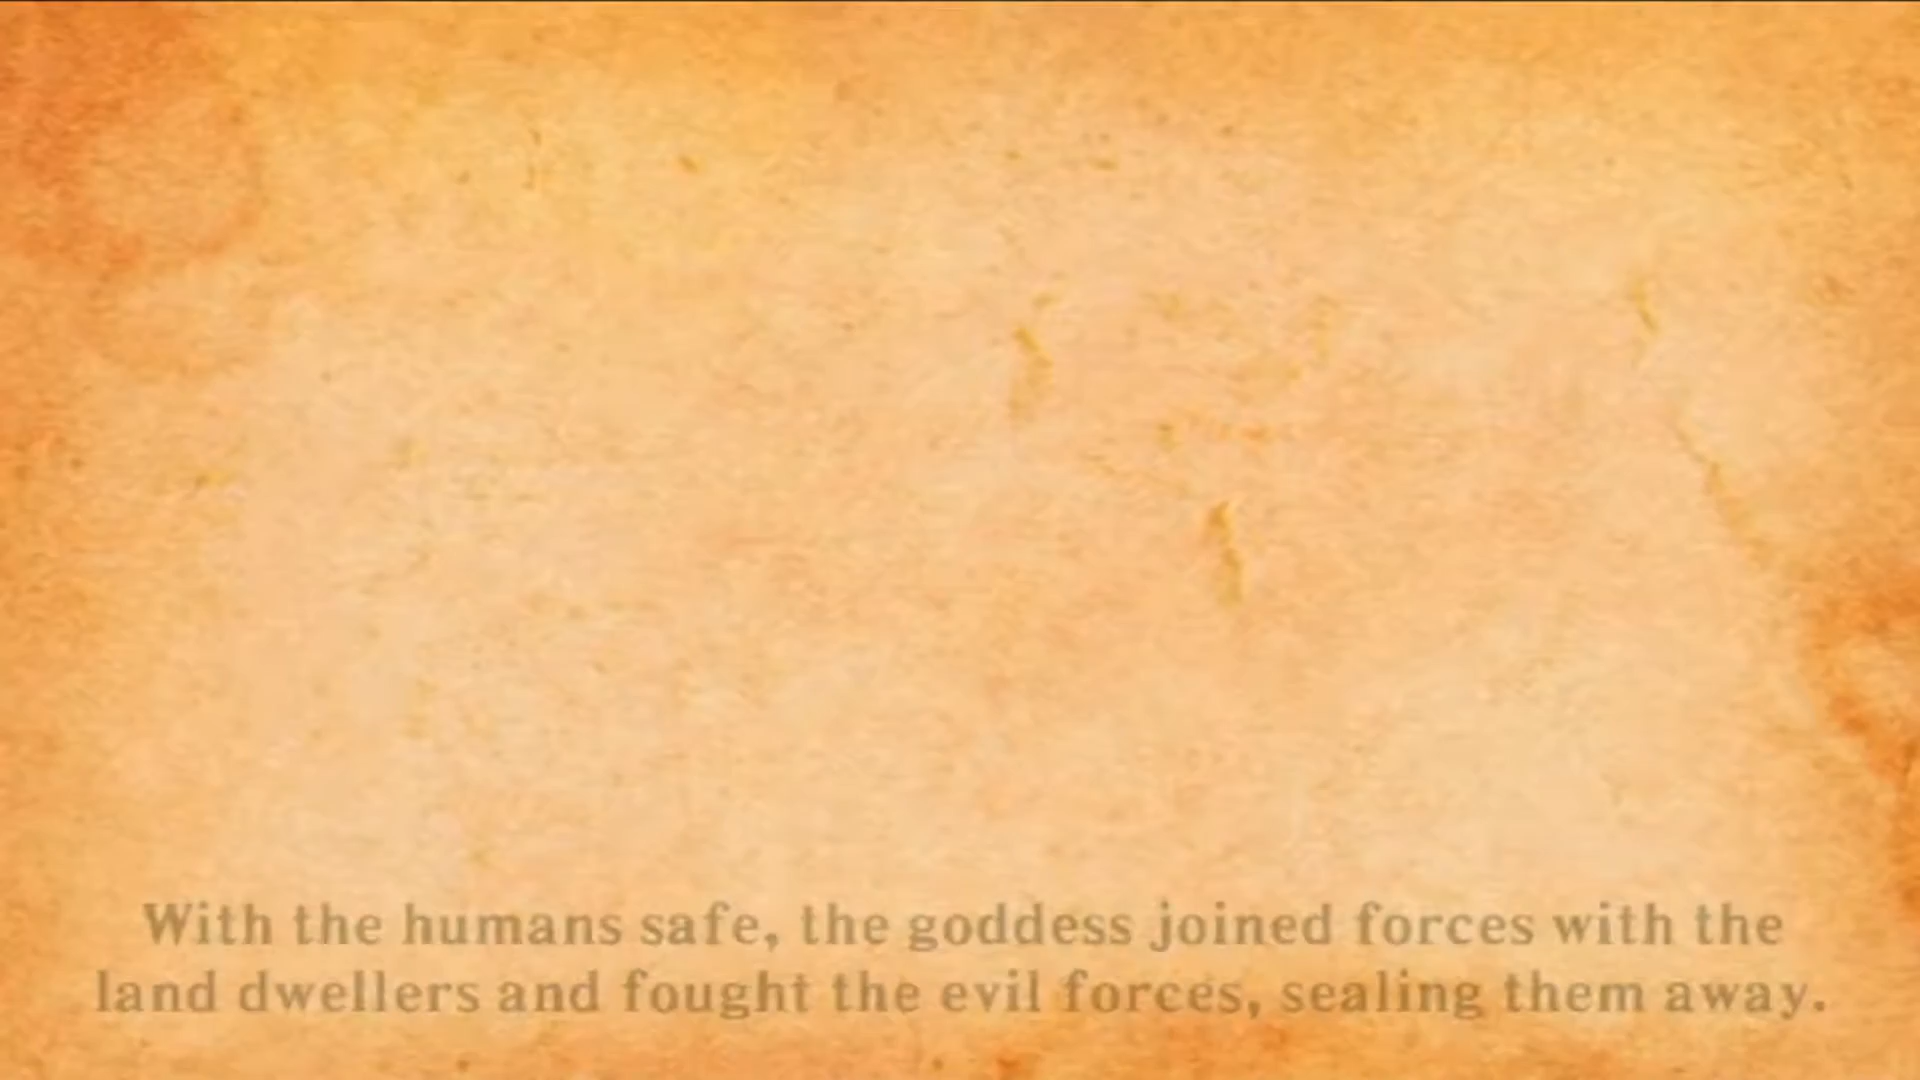 With the humans safe, the goddess joined forces with the
land dwellers and fought the evil forces, sealing them away.